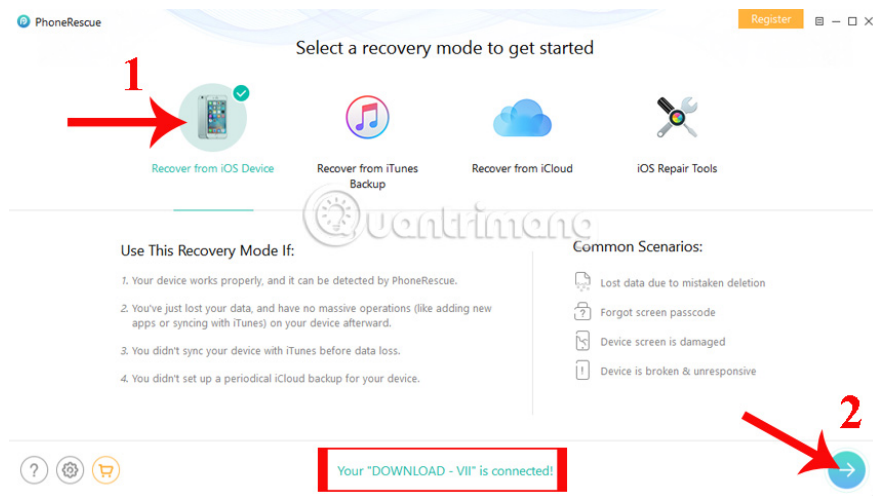 PhoneRescue
Register
Select a recovery mode to get started
1
Recover from iOS Device
Recover from iTunes
Backup
Recover from iCloud
iOS Repair Tools
Quantrimang
Use This Recovery Mode If:
1. Your device works properly, and it can be detected by PhoneRescue.
2. You've just lost your data, and have no massive operations (like adding new
apps or syncing with iTunes) on your device afterward.
3. You didn't sync your device with iTunes before data loss.
4. You didn't set up a periodical iCloud backup for your device.
Common Scenarios:
Lost data due to mistaken deletion
? Forgot screen passcode
Device screen is damaged
! Device is broken & unresponsive
2
?
Your "DOWNLOAD - VII" is connected!